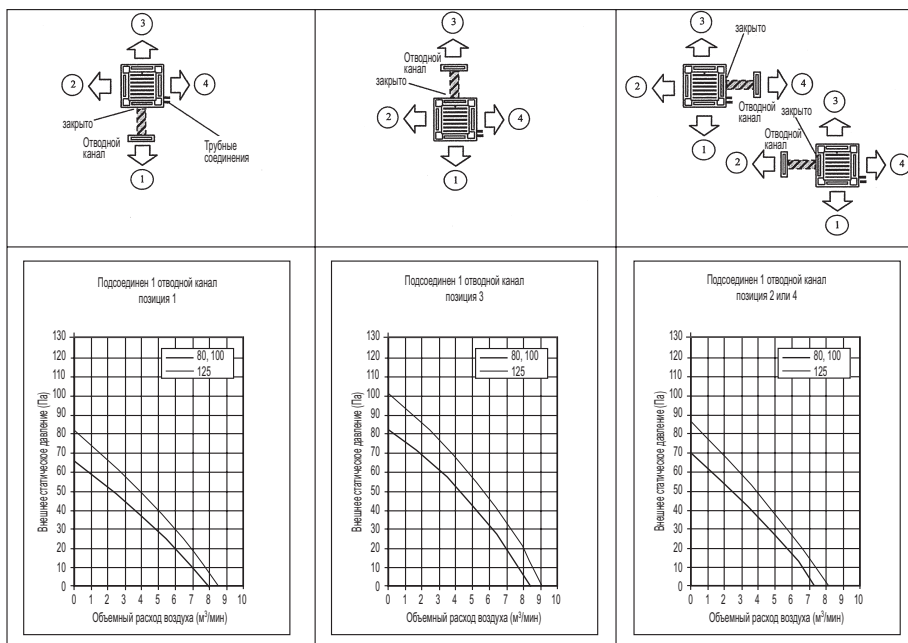 3
2
4
закрыто
Отводной
канал
Трубные
соединения
1
3
Отводной
канал
закрыто
2
4
1
3
закрыто
2
4
Отводной
канал
1
3
Отводной
канал
закрыто
2
4
1
Подсоединен 1 отводной канал
позиция 1
Внешнее статическое давление (Па)
130
120
110
100
90
80
70
60
50
40
30
20
10
0
80, 100
125
0 1 2 3 4 5 6 7 8 9 10
Объемный расход воздуха (м³/мин)
Подсоединен 1 отводной канал
позиция 3
Внешнее статическое давление (Па)
130
120
110
100
90
80
70
60
50
40
30
20
10
0
80, 100
125
0 1 2 3 4 5 6 7 8 9 10
Объемный расход воздуха (м³/мин)
Подсоединен 1 отводной канал
позиция 2 или 4
Внешнее статическое давление (Па)
130
120
110
100
90
80
70
60
50
40
30
20
10
0
80, 100
125
0 1 2 3 4 5 6 7 8 9 10
Объемный расход воздуха (м³/мин)